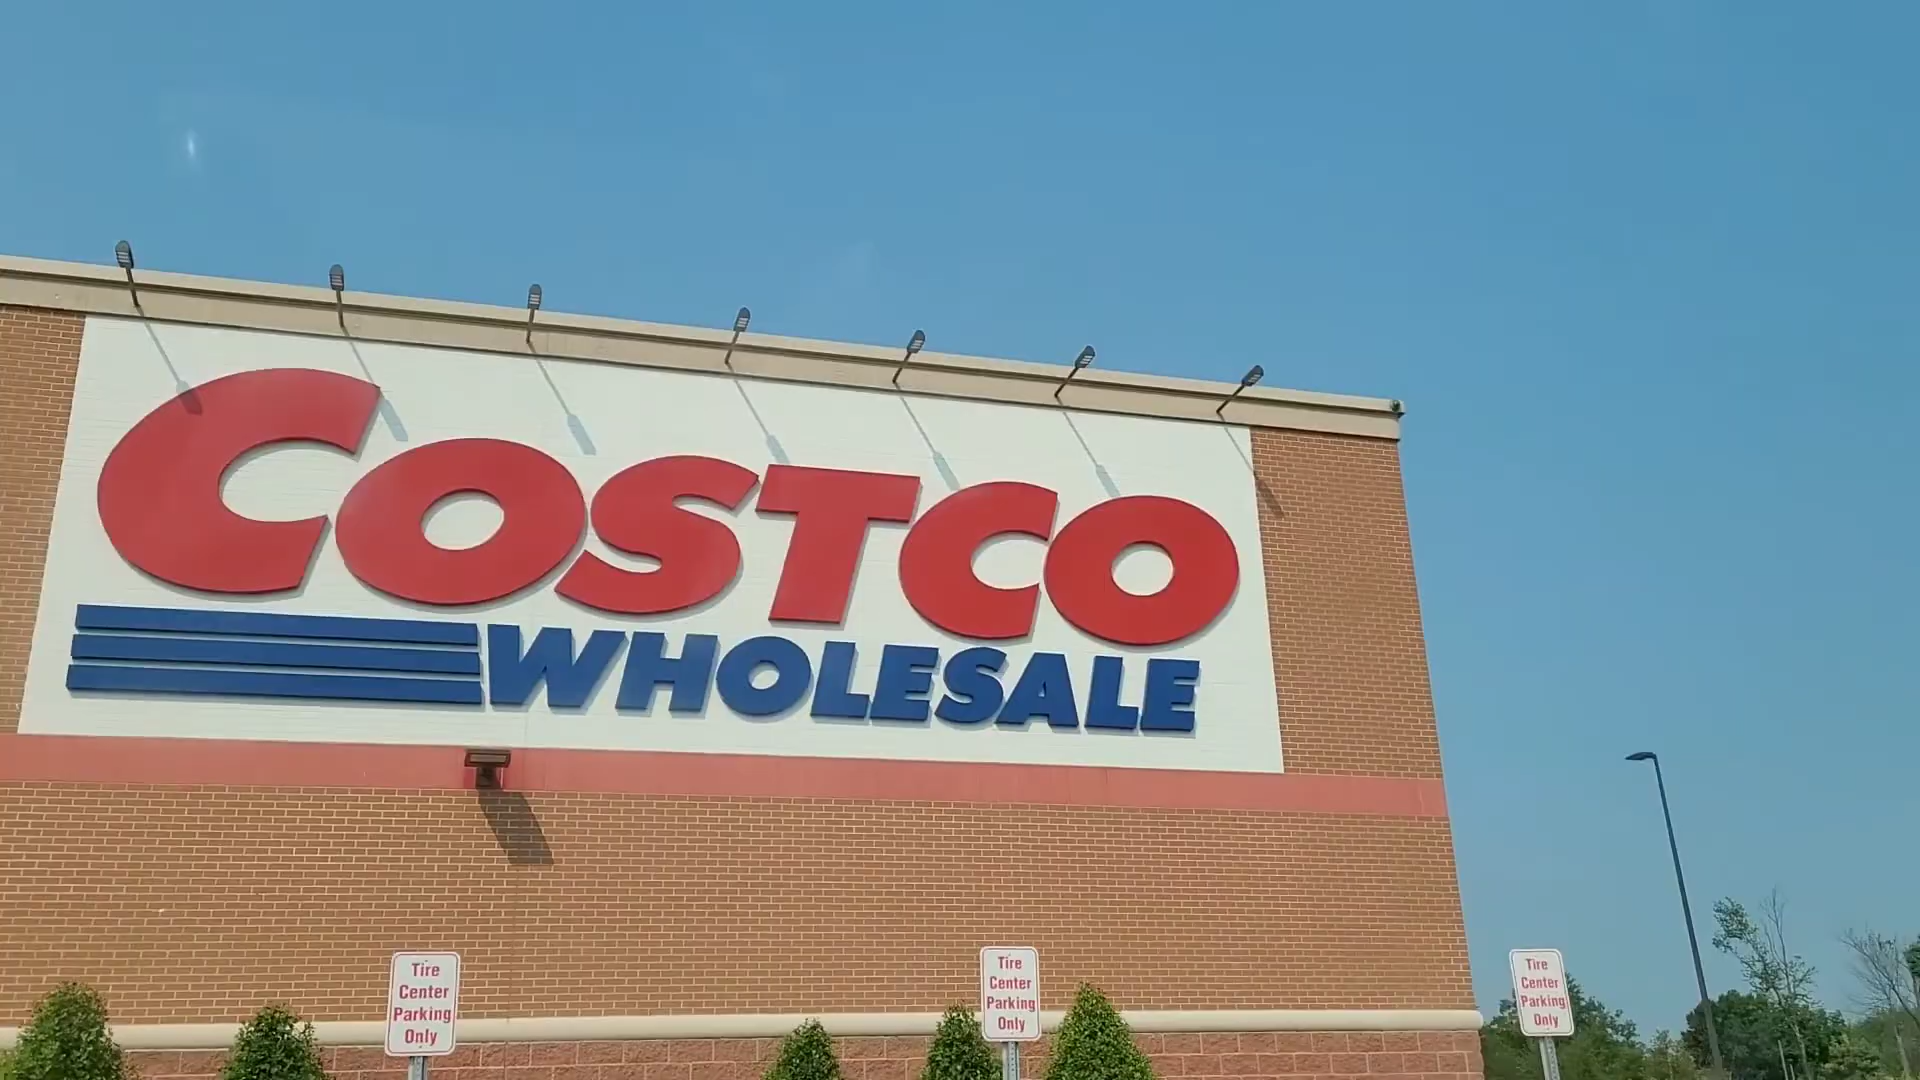 COSTCO
WHOLESALE
Tire
Center
Parking
Only
Tire
Center
Parking
Only
Tire
Center
Parking
Only